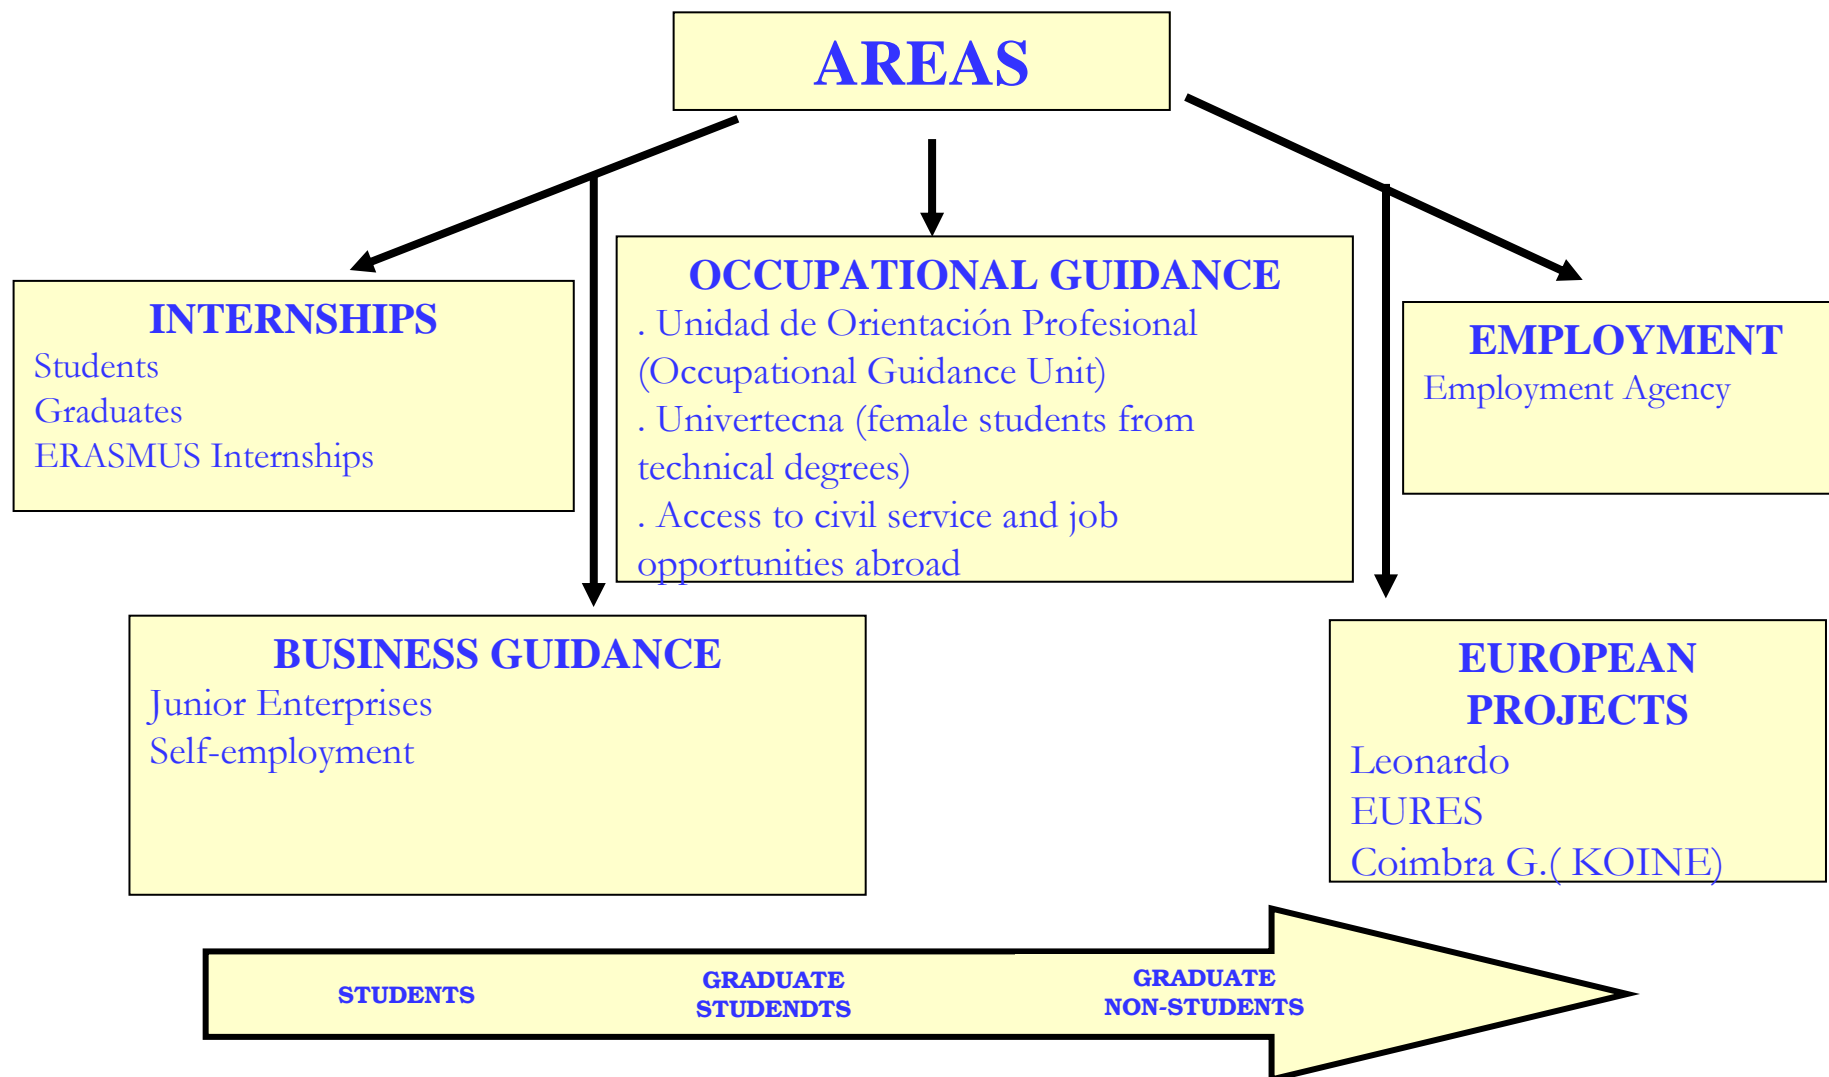 AREAS
INTERNSHIPS
Students
Graduates
ERASMUS Internships
OCCUPATIONAL GUIDANCE
. Unidad de Orientación Profesional
(Occupational Guidance Unit)
. Univertecna (female students from
technical degrees)
. Access to civil service and job
opportunities abroad
EMPLOYMENT
Employment Agency
BUSINESS GUIDANCE
Junior Enterprises
Self-employment
EUROPEAN
PROJECTS
Leonardo
EURES
Coimbra G.( KOINE)
STUDENTS
GRADUATE
STUDENDTS
GRADUATE
NON-STUDENTS